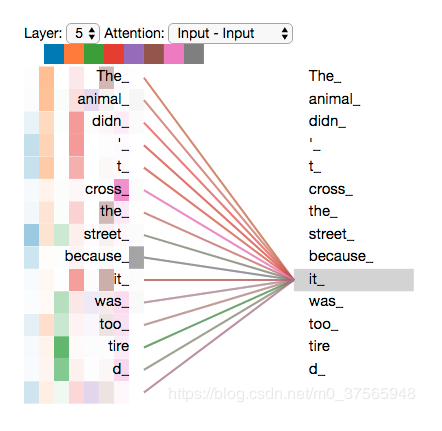 Layer: 5 Attention: Input - Input
The_ The_
animal_ animal_
didn_ didn_
'_ '_
t_ t_
cross_ cross_
the_ the_
street_ street_
because_ because_
it_ it_
was_ was_
too_ too_
tire tire
d_ d_
https://blog.csdn.net/m0_37565948